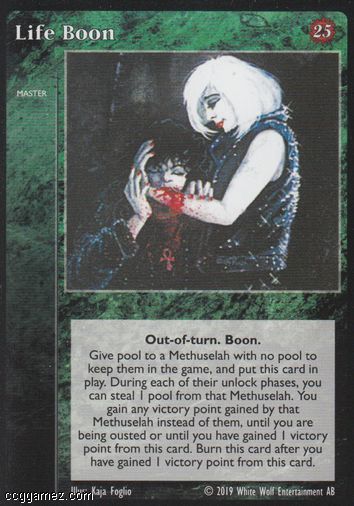 Life Boon
25
MASTER
Out-of-turn. Boon.
Give pool to a Methuselah with no pool to
keep them in the game, and put this card in
play. During each of their unlock phases, you
can steal 1 pool from that Methuselah. You
gain any victory point gained by that
Methuselah instead of them, until you are
being ousted or until you have gained 1 victory
point from this card. Burn this card after you
have gained 1 victory point from this card.
Illus: Kaja Foglio © 2019 White Wolf Entertainment AB
ccggamez.com